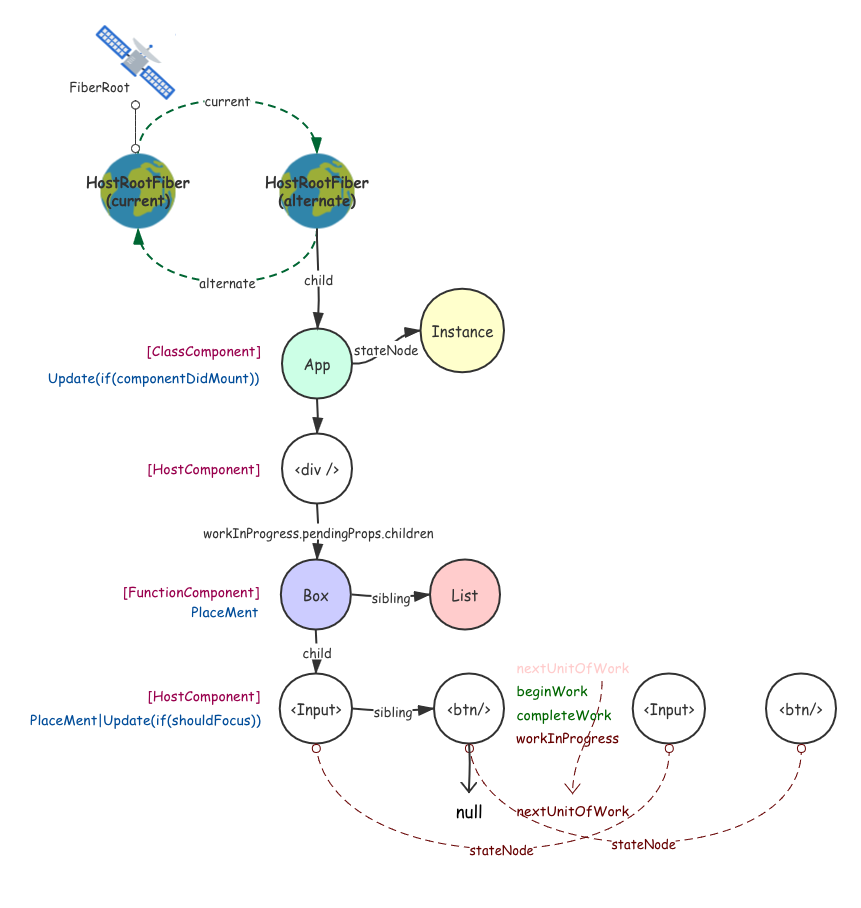 FiberRoot
current
HostRootFiber
(current)
HostRootFiber
(alternate)
alternate
child
[ClassComponent]
Update(if(componentDidMount))
App
stateNode
Instance
[HostComponent]
<div />
workInProgress.pendingProps.children
[FunctionComponent]
PlaceMent
Box
sibling
List
child
[HostComponent]
PlaceMent|Update(if(shouldFocus))
<Input>
sibling
<btn/>
nextUnitOfWork
beginWork
completeWork
workInProgress
<Input>
<btn/>
null
nextUnitOfWork
stateNode
stateNode